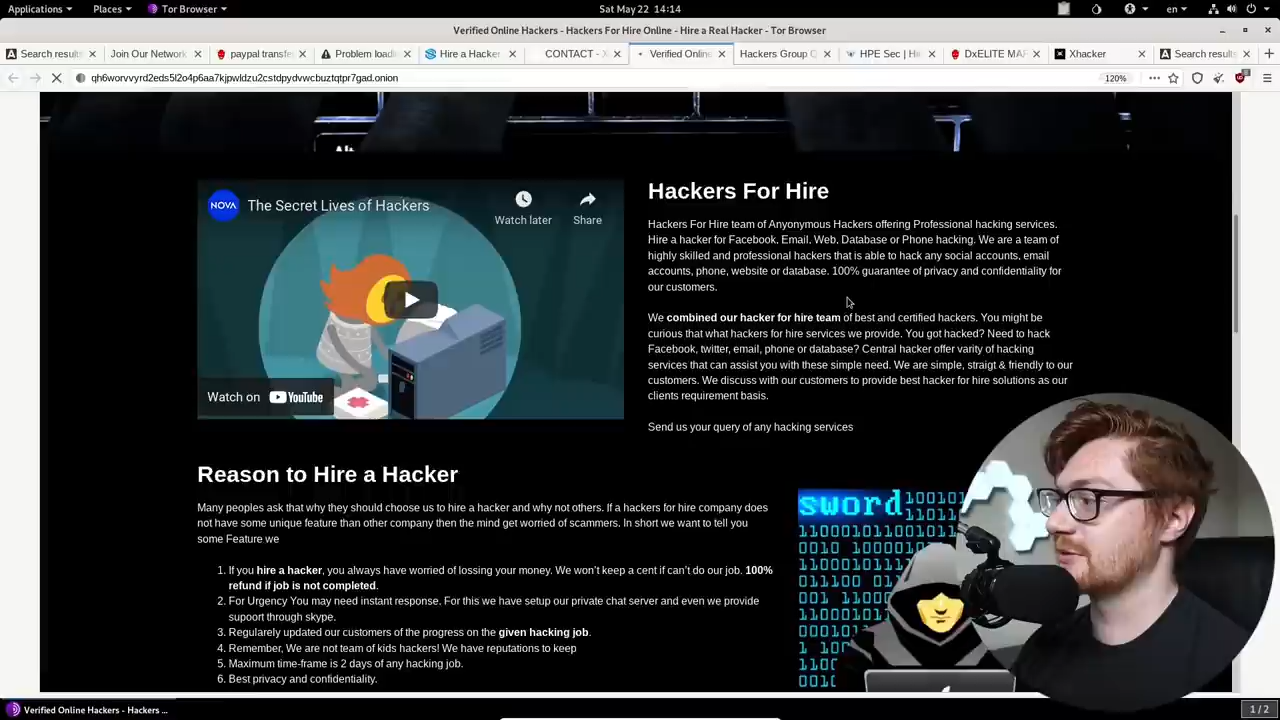 Applications
Places
Tor Browser
Sat May 22 14:14
en
Verified Online Hackers - Hackers For Hire Online - Hire a Real Hacker - Tor Browser
Search results
Join Our Network
paypal transfe
Problem loadin
Hire a Hacker
CONTACT - X
Verified Online
Hackers Group
HPE Sec | H
DxELITE MA
Xhacker
Search results
qh6worvvyrd2eds5l2o4p6aa7kjpwldzu2cstdpydvwcbuztqtpr7gad.onion
120%
Alt
NOVA
The Secret Lives of Hackers
Watch later
Share
Watch on YouTube
Hackers For Hire
Hackers For Hire team of Anyonymous Hackers offering Professional hacking services.
Hire a hacker for Facebook, Email, Web, Database or Phone hacking. We are a team of
highly skilled and professional hackers that is able to hack any social accounts, email
accounts, phone, website or database. 100% guarantee of privacy and confidentiality for
our customers.
We combined our hacker for hire team of best and certified hackers. You might be
curious that what hackers for hire services we provide. You got hacked? Need to hack
Facebook, twitter, email, phone or database? Central hacker offer varity of hacking
services that can assist you with these simple need. We are simple, straigt & friendly to our
customers. We discuss with our customers to provide best hacker for hire solutions as our
clients requirement basis.
Send us your query of any hacking services
Reason to Hire a Hacker
Many peoples ask that why they should choose us to hire a hacker and why not others. If a hackers for hire company does
not have some unique feature than other company then the mind get worried of scammers. In short we want to tell you
some Feature we
1. If you hire a hacker, you always have worried of lossing your money. We won't keep a cent if can't do our job. 100%
refund if job is not completed.
2. For Urgency You may need instant response. For this we have setup our private chat server and even we provide
supoort through skype.
3. Regularely updated our customers of the progress on the given hacking job.
4. Remember, We are not team of kids hackers! We have reputations to keep
5. Maximum time-frame is 2 days of any hacking job.
6. Best privacy and confidentiality.
sword
Verified Online Hackers - Hackers ...
1 / 2